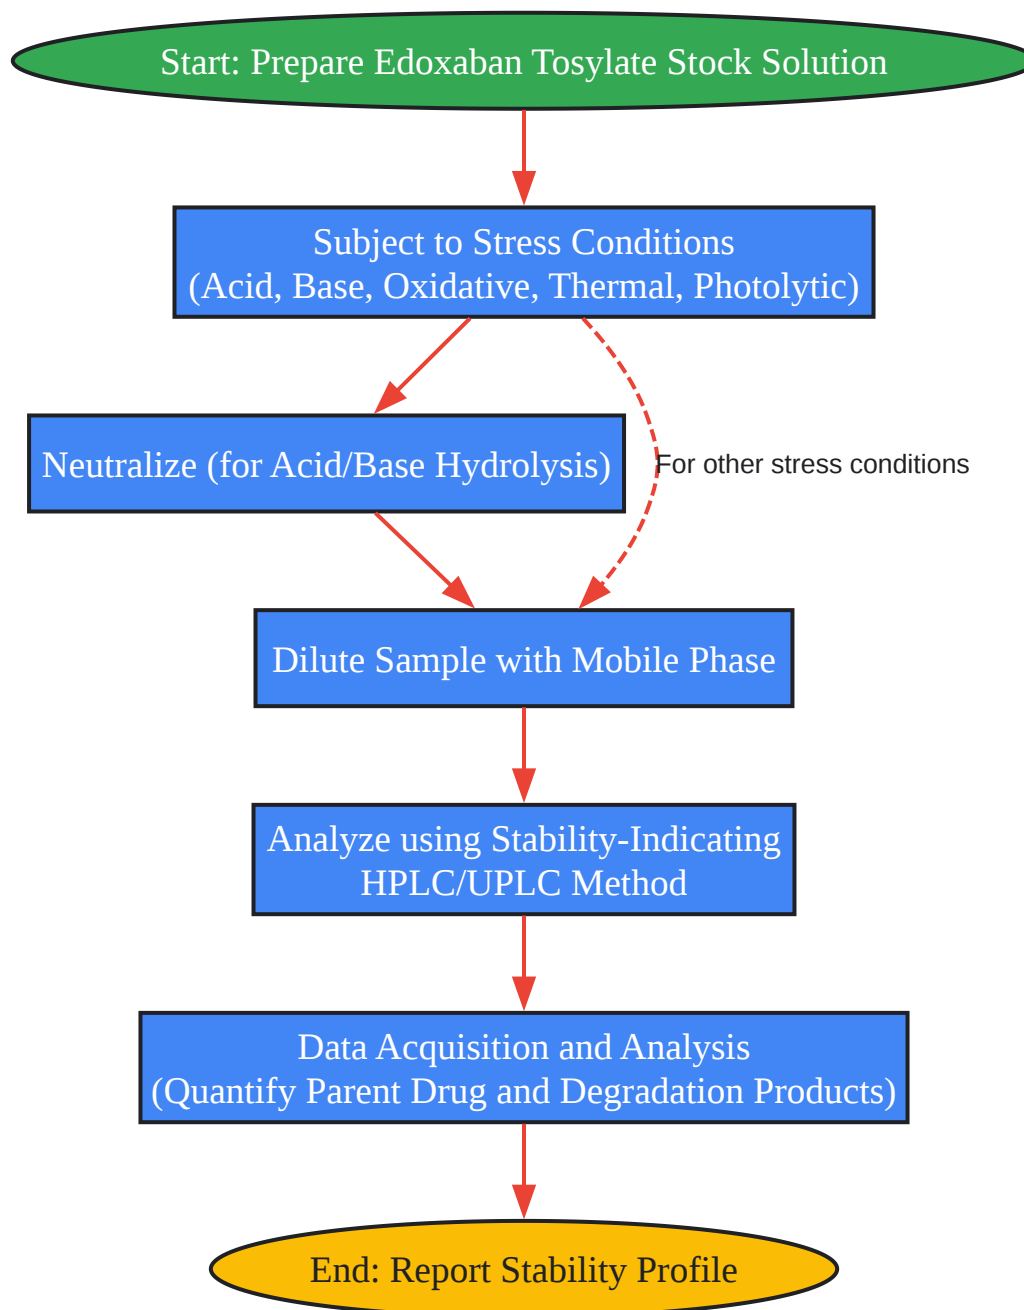 Start: Prepare Edoxaban Tosylate Stock Solution
Subject to Stress Conditions
(Acid, Base, Oxidative, Thermal, Photolytic)
Neutralize (for Acid/Base Hydrolysis)
For other stress conditions
Dilute Sample with Mobile Phase
Analyze using Stability-Indicating
HPLC/UPLC Method
Data Acquisition and Analysis
(Quantify Parent Drug and Degradation Products)
End: Report Stability Profile